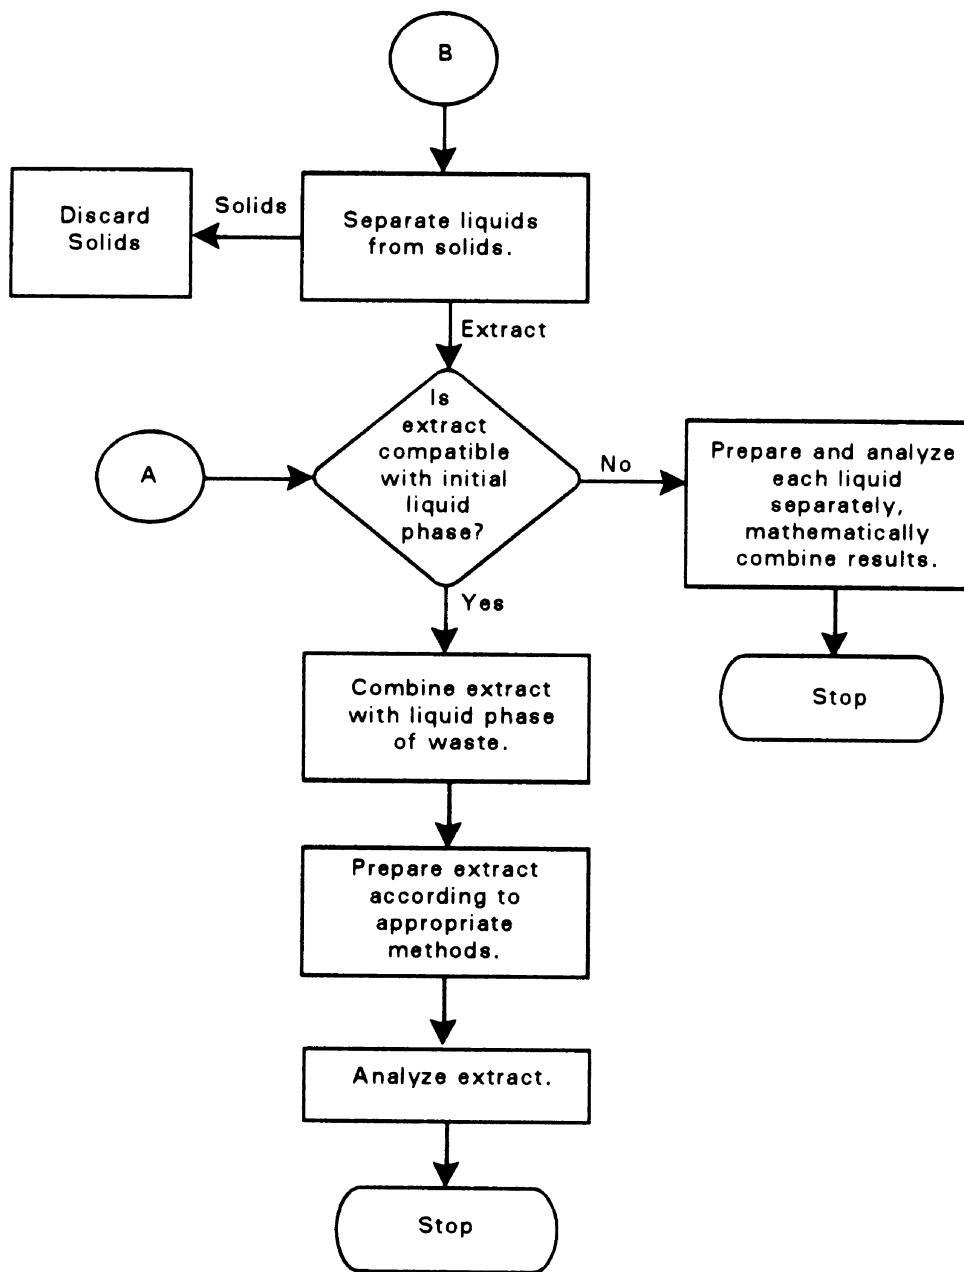 B
Solids
Discard
Solids
Separate liquids
from solids.
Extract
Is
extract
compatible
with initial
liquid
phase?
A
No
Prepare and analyze
each liquid
separately,
mathematically
combine results.
Yes
Combine extract
with liquid phase
of waste.
Stop
Prepare extract
according to
appropriate
methods.
Analyze extract.
Stop